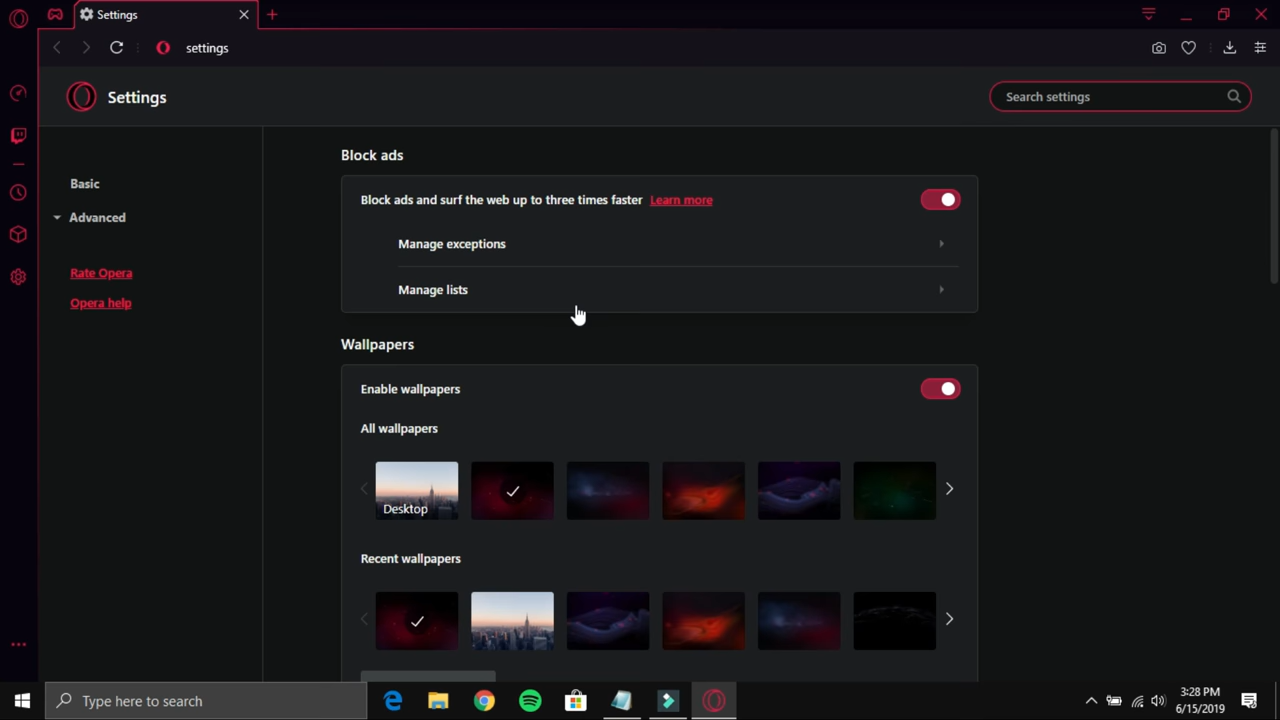 Settings
settings
Settings
Search settings
Basic
Advanced
Rate Opera
Opera help
Block ads
Block ads and surf the web up to three times faster Learn more
Manage exceptions
Manage lists
Wallpapers
Enable wallpapers
All wallpapers
Desktop
Recent wallpapers
Type here to search
3:28 PM
6/15/2019